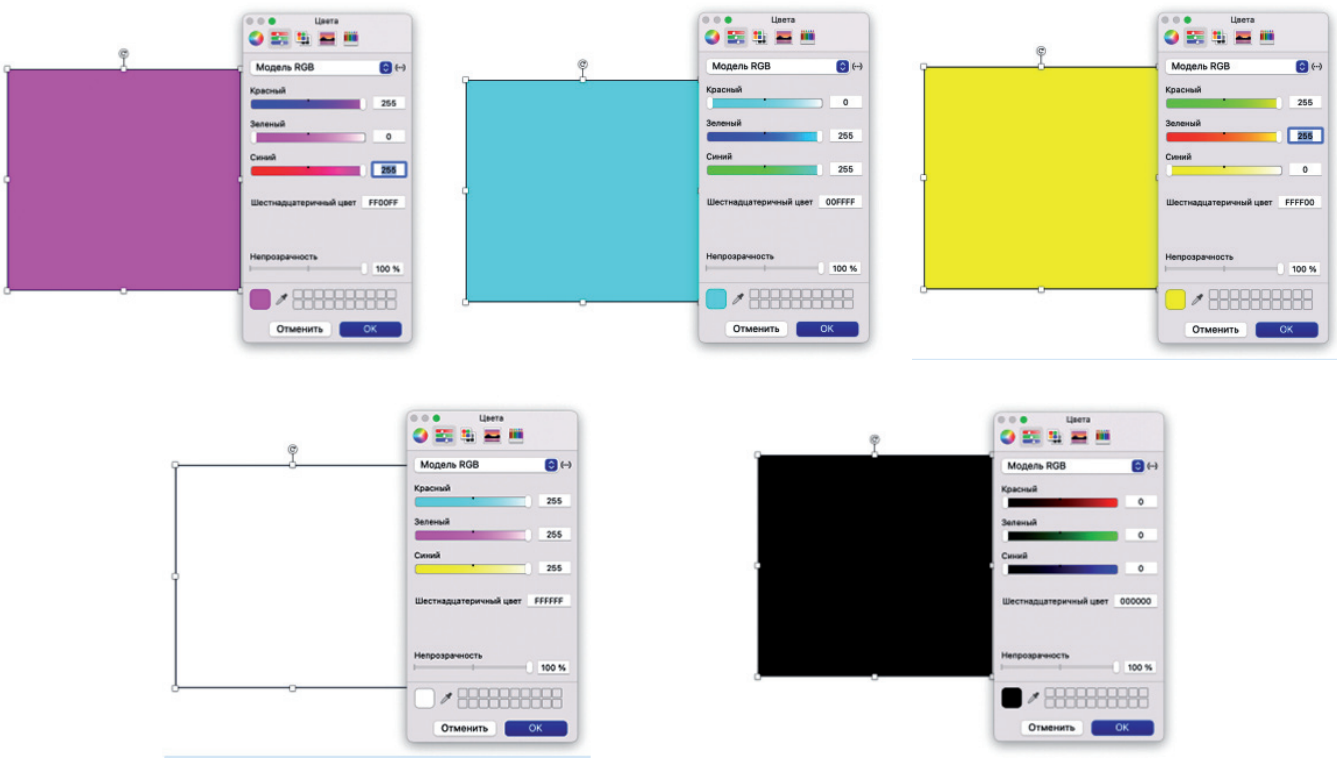 Цвета
Модель RGB
Красный
255
Зеленый
0
Синий
255
Шестнадцатеричный цвет FF00FF
Непрозрачность
100 %
Отменить OK
Цвета
Модель RGB
Красный
0
Зеленый
255
Синий
255
Шестнадцатеричный цвет 00FFFF
Непрозрачность
100 %
Отменить OK
Цвета
Модель RGB
Красный
255
Зеленый
255
Синий
0
Шестнадцатеричный цвет FFFF00
Непрозрачность
100 %
Отменить OK
Цвета
Модель RGB
Красный
255
Зеленый
255
Синий
255
Шестнадцатеричный цвет FFFFFF
Непрозрачность
100 %
Отменить OK
Цвета
Модель RGB
Красный
0
Зеленый
0
Синий
0
Шестнадцатеричный цвет 000000
Непрозрачность
100 %
Отменить OK